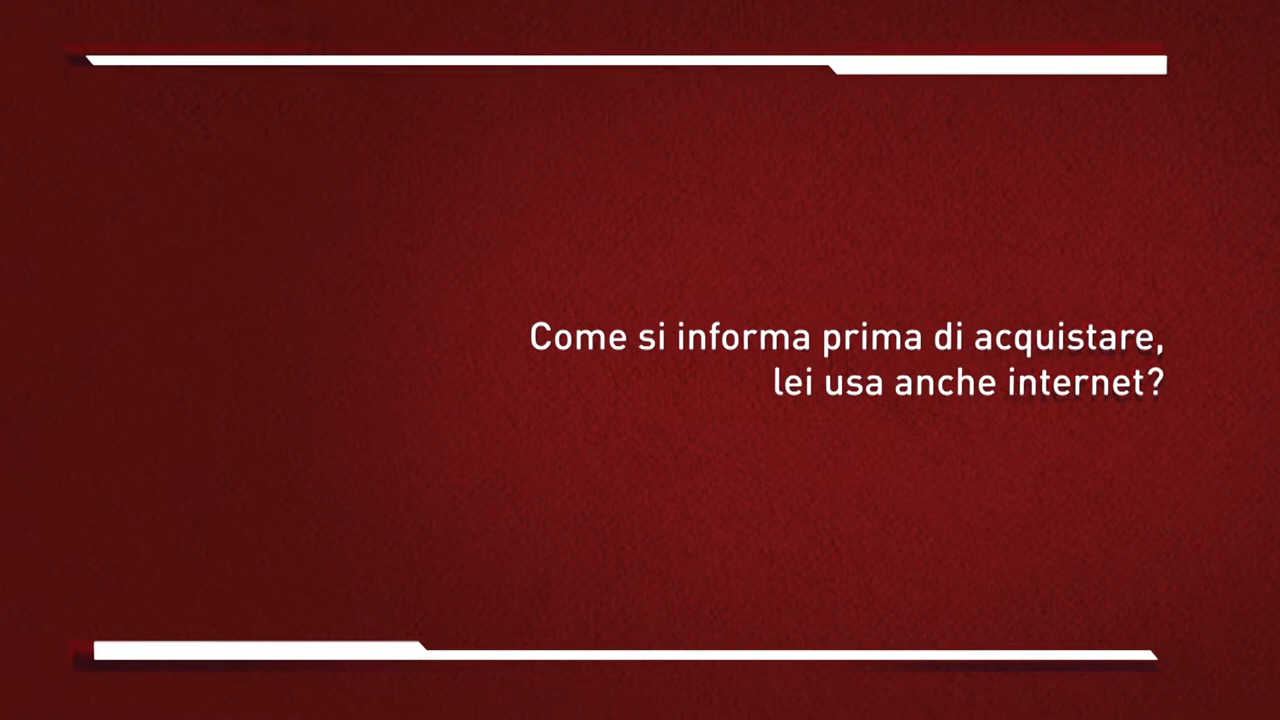 Come si informa prima di acquistare,
lei usa anche internet?